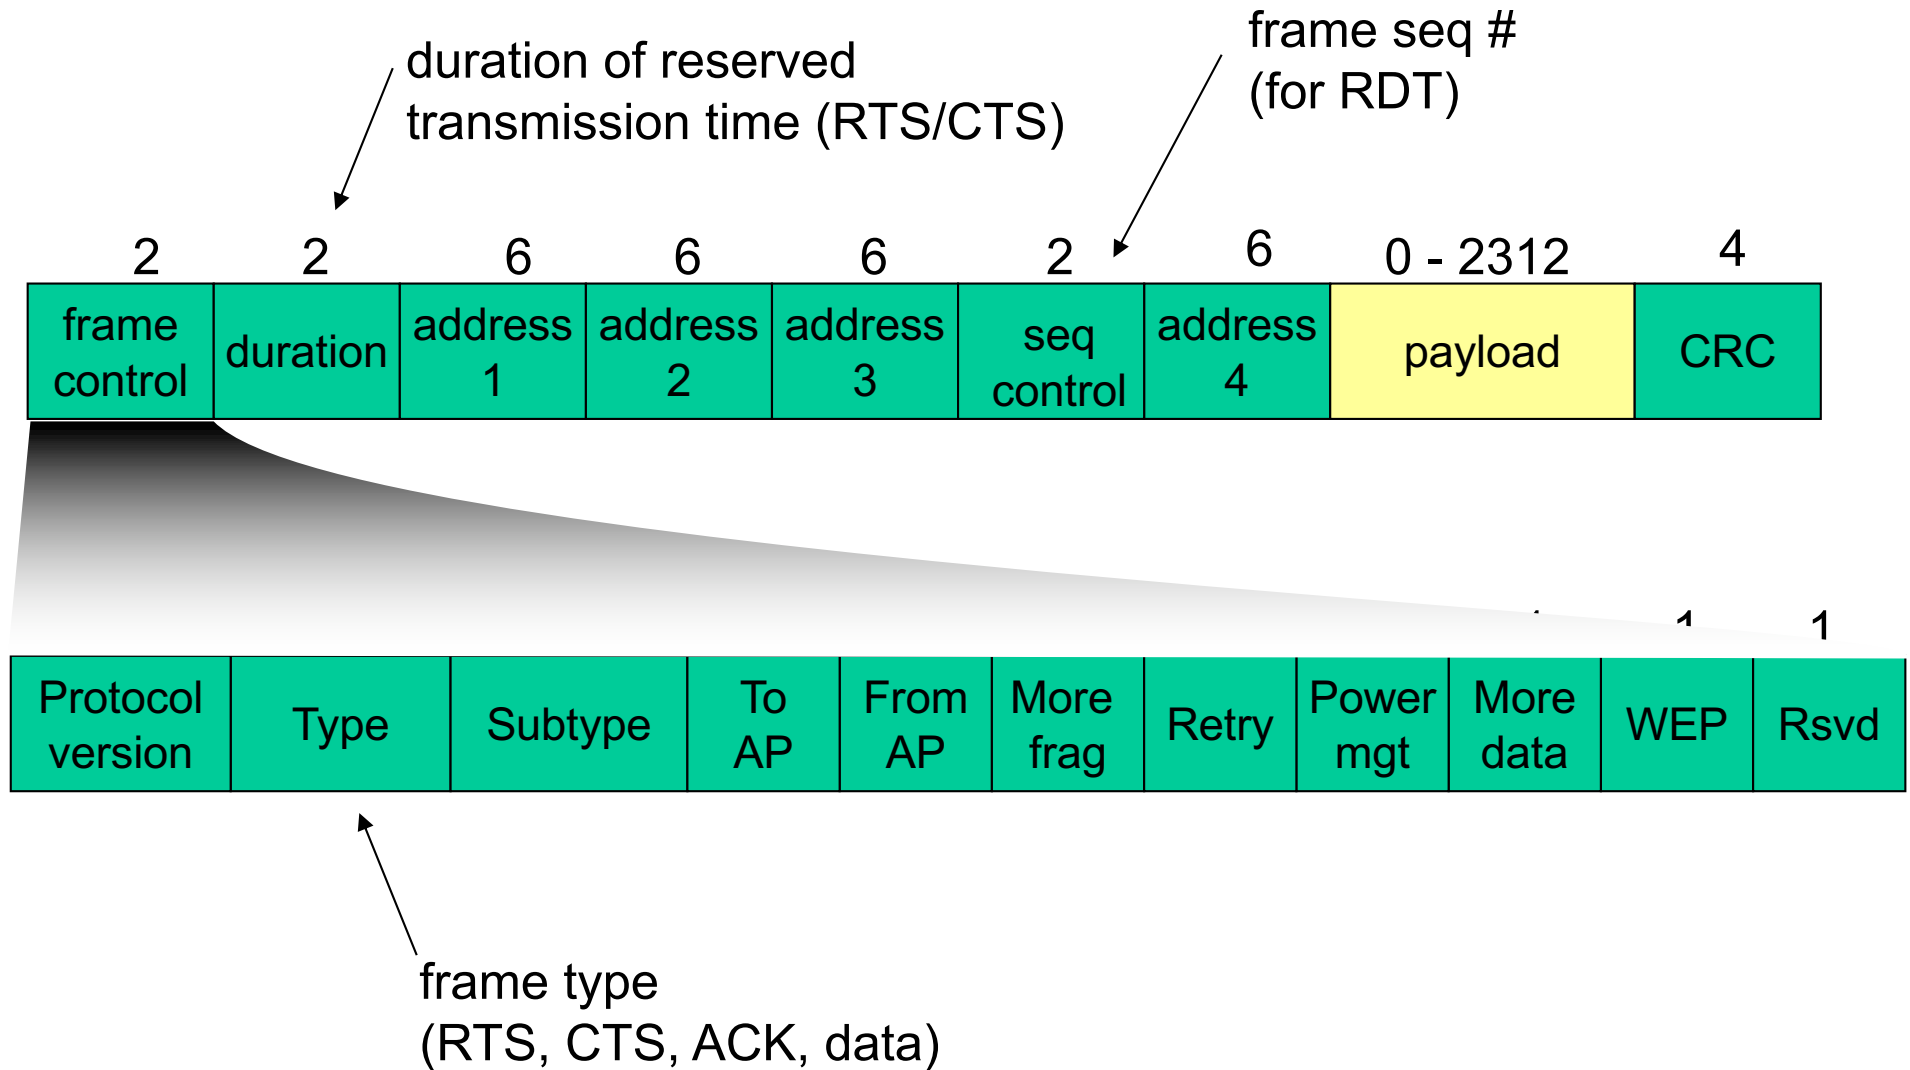 duration of reserved
transmission time (RTS/CTS)
frame seq #
(for RDT)
2 2 6 6 6 2 6 0 - 2312 4
frame control
duration
address 1
address 2
address 3
seq control
address 4
payload
CRC
1 1
Protocol version
Type
Subtype
To AP
From AP
More frag
Retry
Power mgt
More data
WEP
Rsvd
frame type
(RTS, CTS, ACK, data)